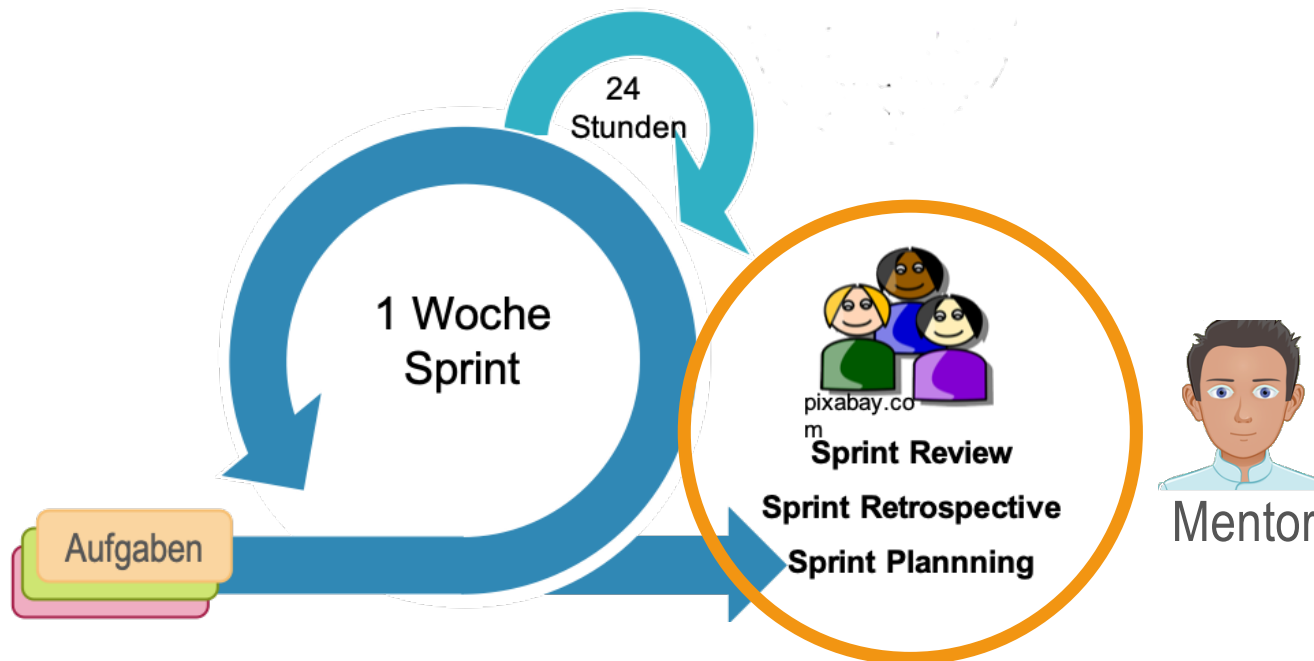 24
Stunden
1 Woche
Sprint
pixabay.co
m
Sprint Review
Sprint Retrospective
Sprint Plannning
Mentor
Aufgaben